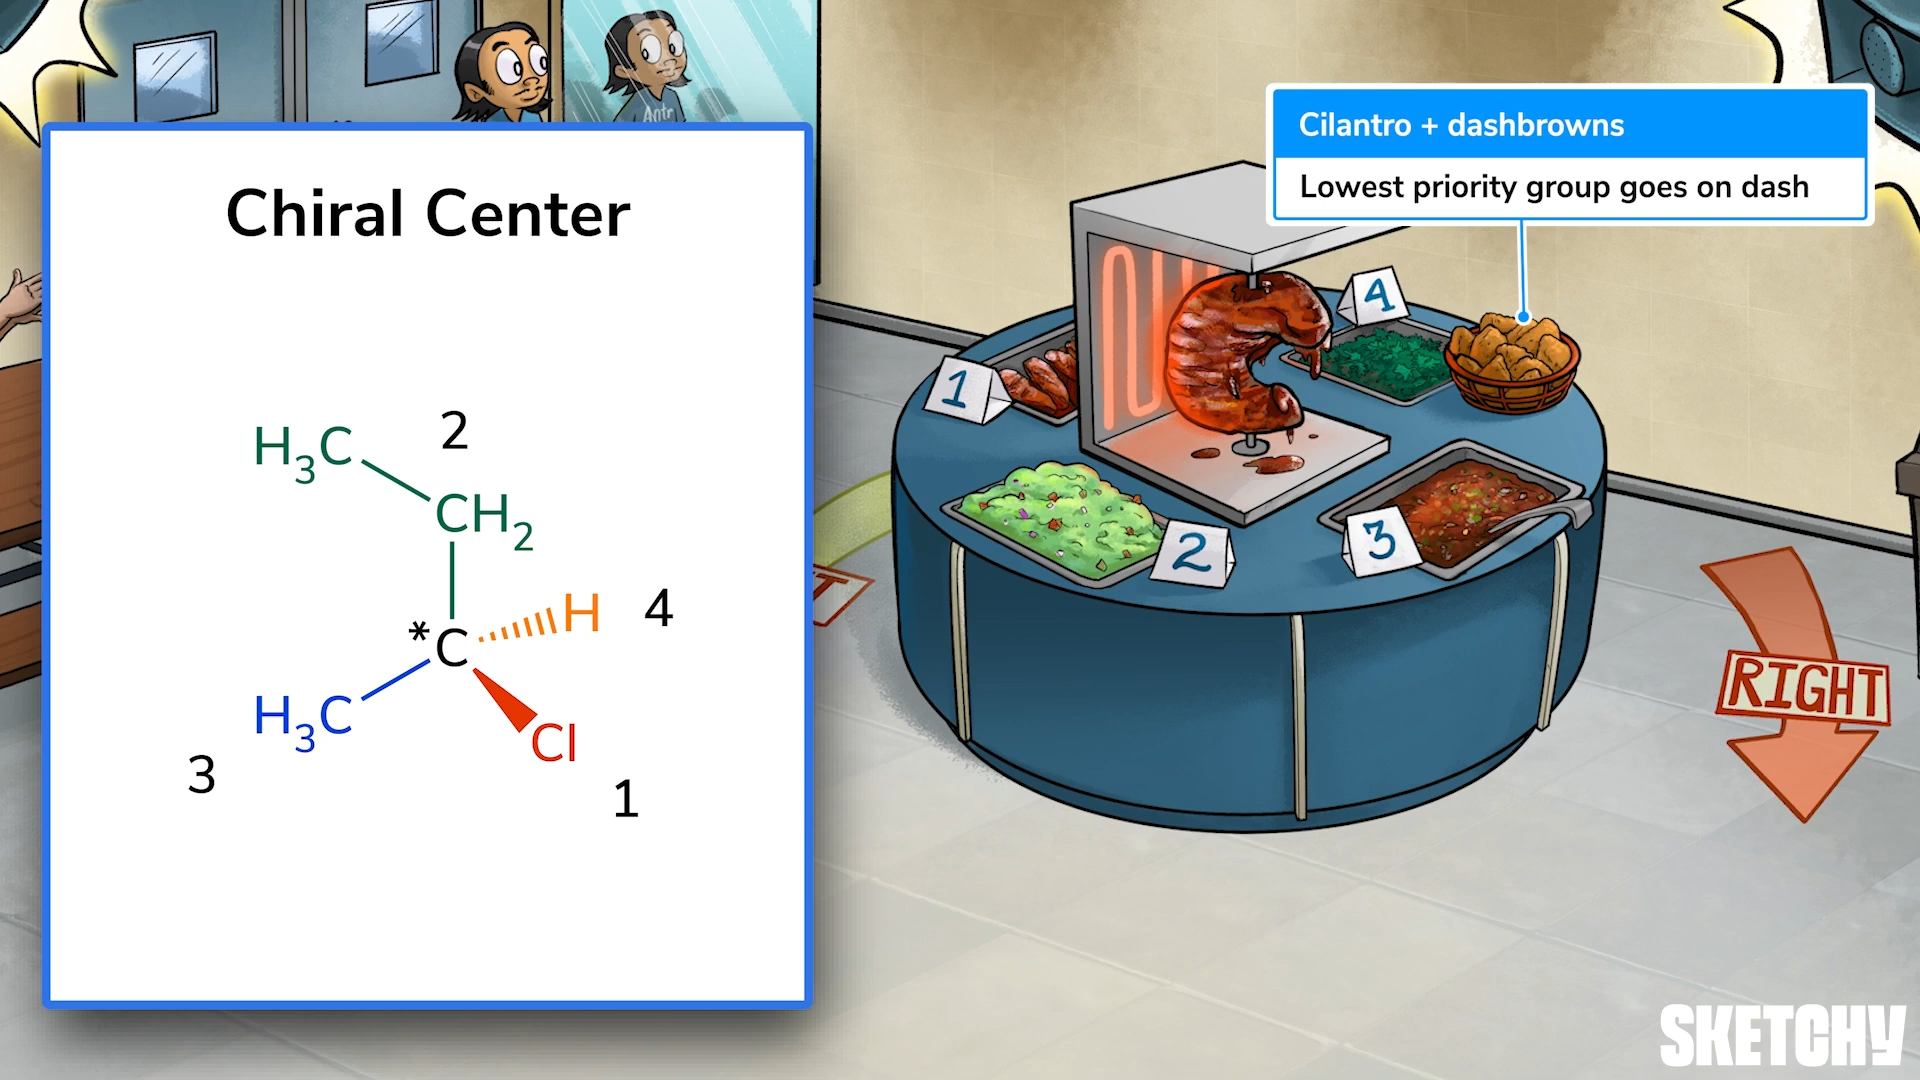 Antr
Cilantro + dashbrowns
Lowest priority group goes on dash
Chiral Center
H₃C
2
CH₂
*C
H
4
H₃C
Cl
3
1
1
2
3
4
RIGHT
SKETCHY